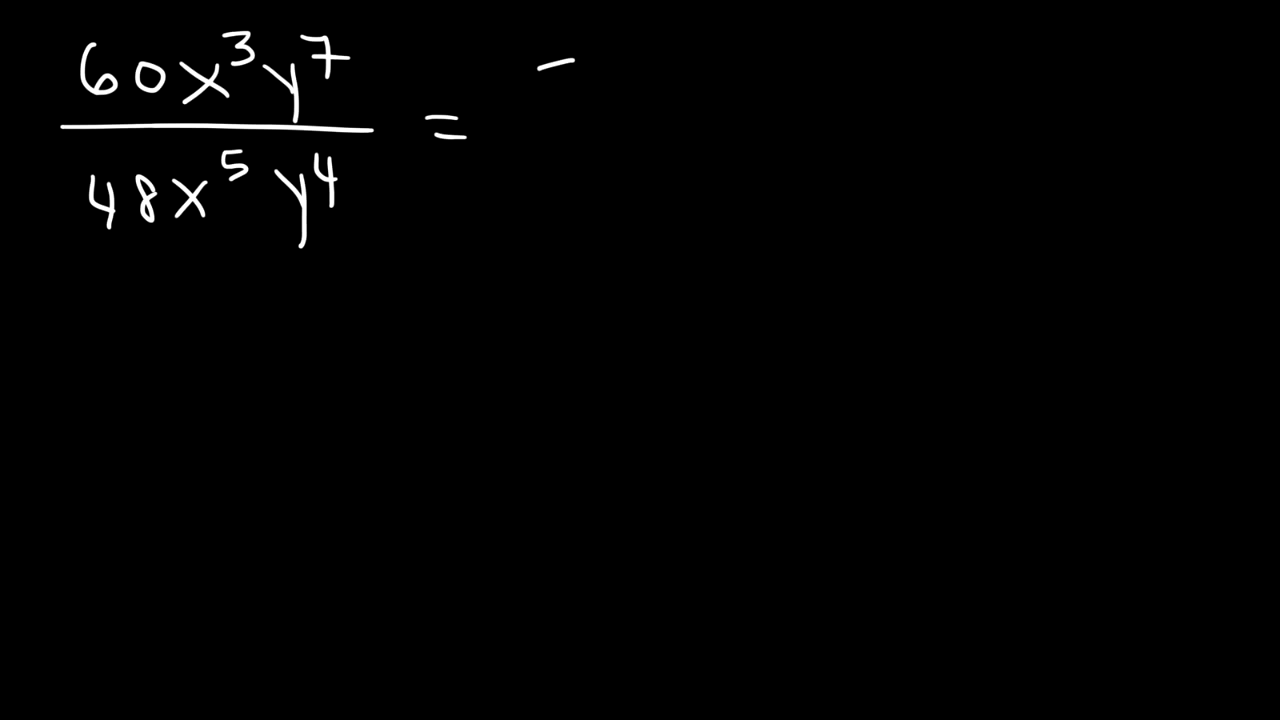 60x³y⁷
48x⁵y⁴ =